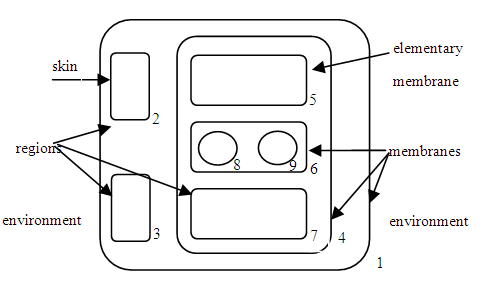 elementary
skin
membrane
5
2
regions
membranes
8
9
6
environment
environment
3
7
4
1